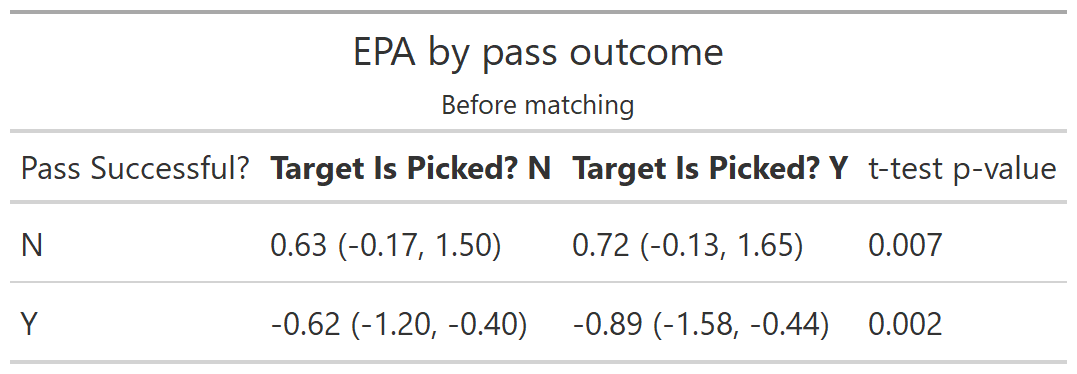 EPA by pass outcome
Before matching
Pass Successful? Target Is Picked? N Target Is Picked? Y t-test p-value
N 0.63 (-0.17, 1.50) 0.72 (-0.13, 1.65) 0.007
Y -0.62 (-1.20, -0.40) -0.89 (-1.58, -0.44) 0.002